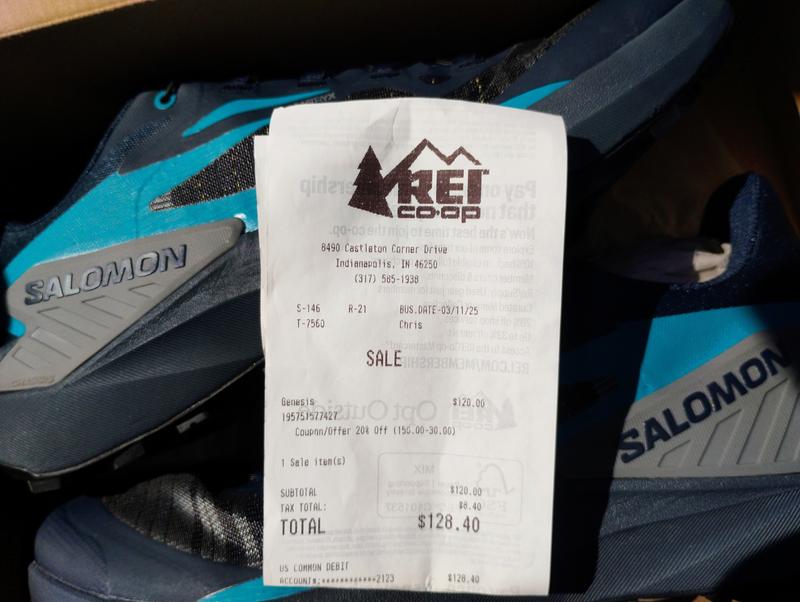 REI
co·op
8490 Castleton Corner Drive
Indianapolis, IN 46250
(317) 585-1938
S-146 R-21 BUS.DATE-03/11/25
T-7560 Chris
SALE
Genesis $120.00
195751577427
Coupon/Offer 20% Off (150.00-30.00)
1 Sale item(s)
SUBTOTAL $120.00
TAX TOTAL: $8.40
TOTAL $128.40
US COMMON DEBIT
ACCOUNT#:************2123 $128.40
SALOMON
SALOMON